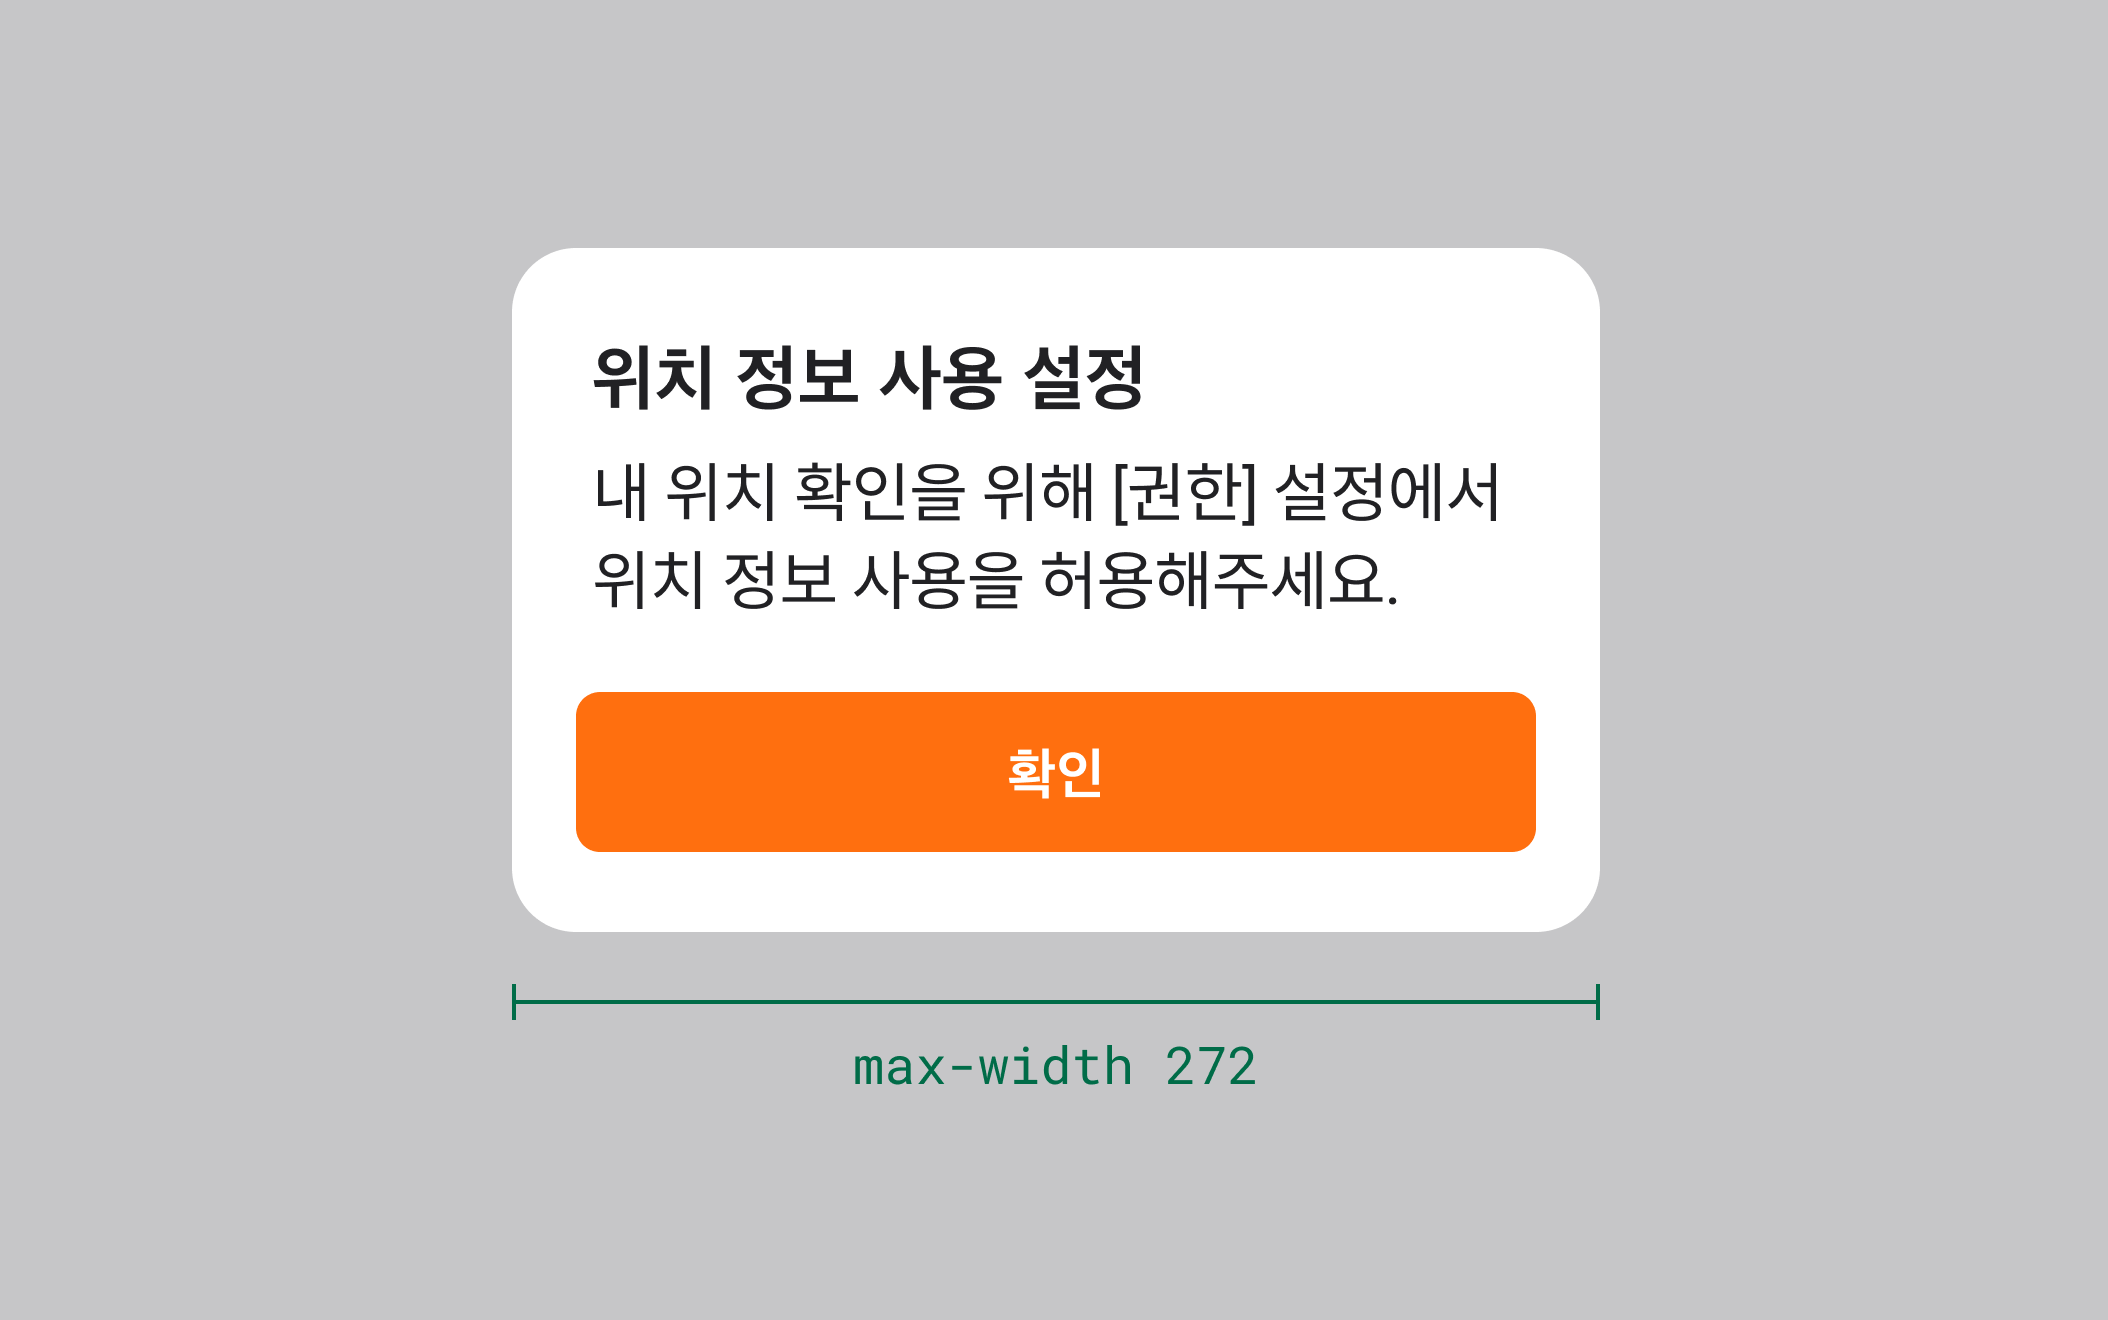 위치 정보 사용 설정
내 위치 확인을 위해 [권한] 설정에서
위치 정보 사용을 허용해주세요.
확인
max-width 272